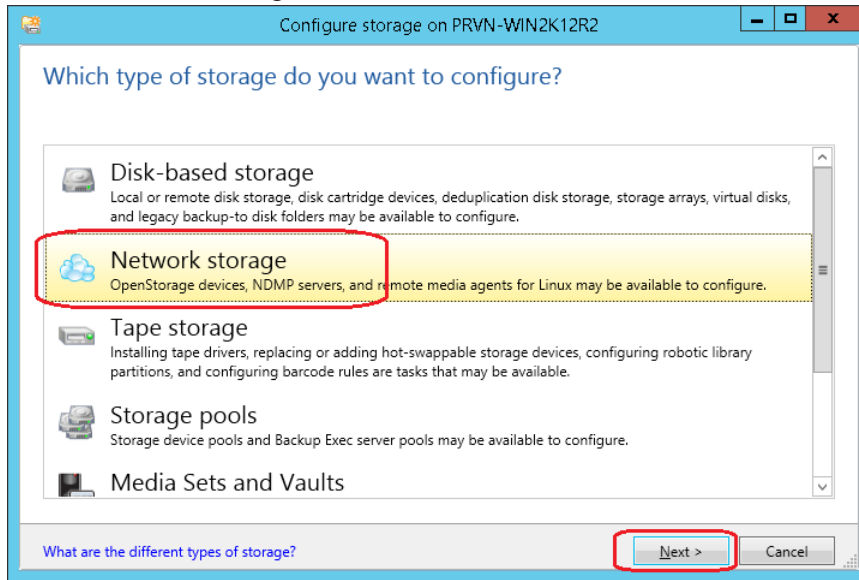 Configure storage on PRVN-WIN2K12R2
Which type of storage do you want to configure?
Disk-based storage
Local or remote disk storage, disk cartridge devices, deduplication disk storage, storage arrays, virtual disks,
and legacy backup-to disk folders may be available to configure.
Network storage
OpenStorage devices, NDMP servers, and remote media agents for Linux may be available to configure.
Tape storage
Installing tape drivers, replacing or adding hot-swappable storage devices, configuring robotic library
partitions, and configuring barcode rules are tasks that may be available.
Storage pools
Storage device pools and Backup Exec server pools may be available to configure.
Media Sets and Vaults
What are the different types of storage?
Next >
Cancel